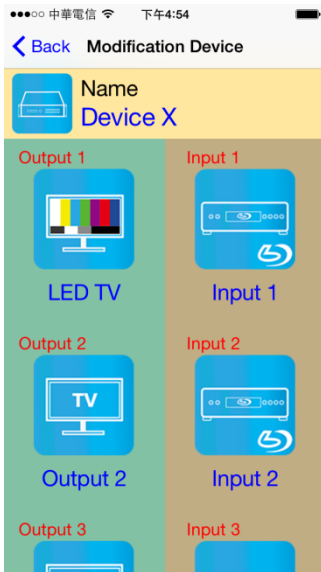 中華電信 下午4:54
Back Modification Device
Name
Device X
Output 1 Input 1
TV
LED TV Input 1
Output 2 Input 2
TV
Output 2 Input 2
Output 3 Input 3